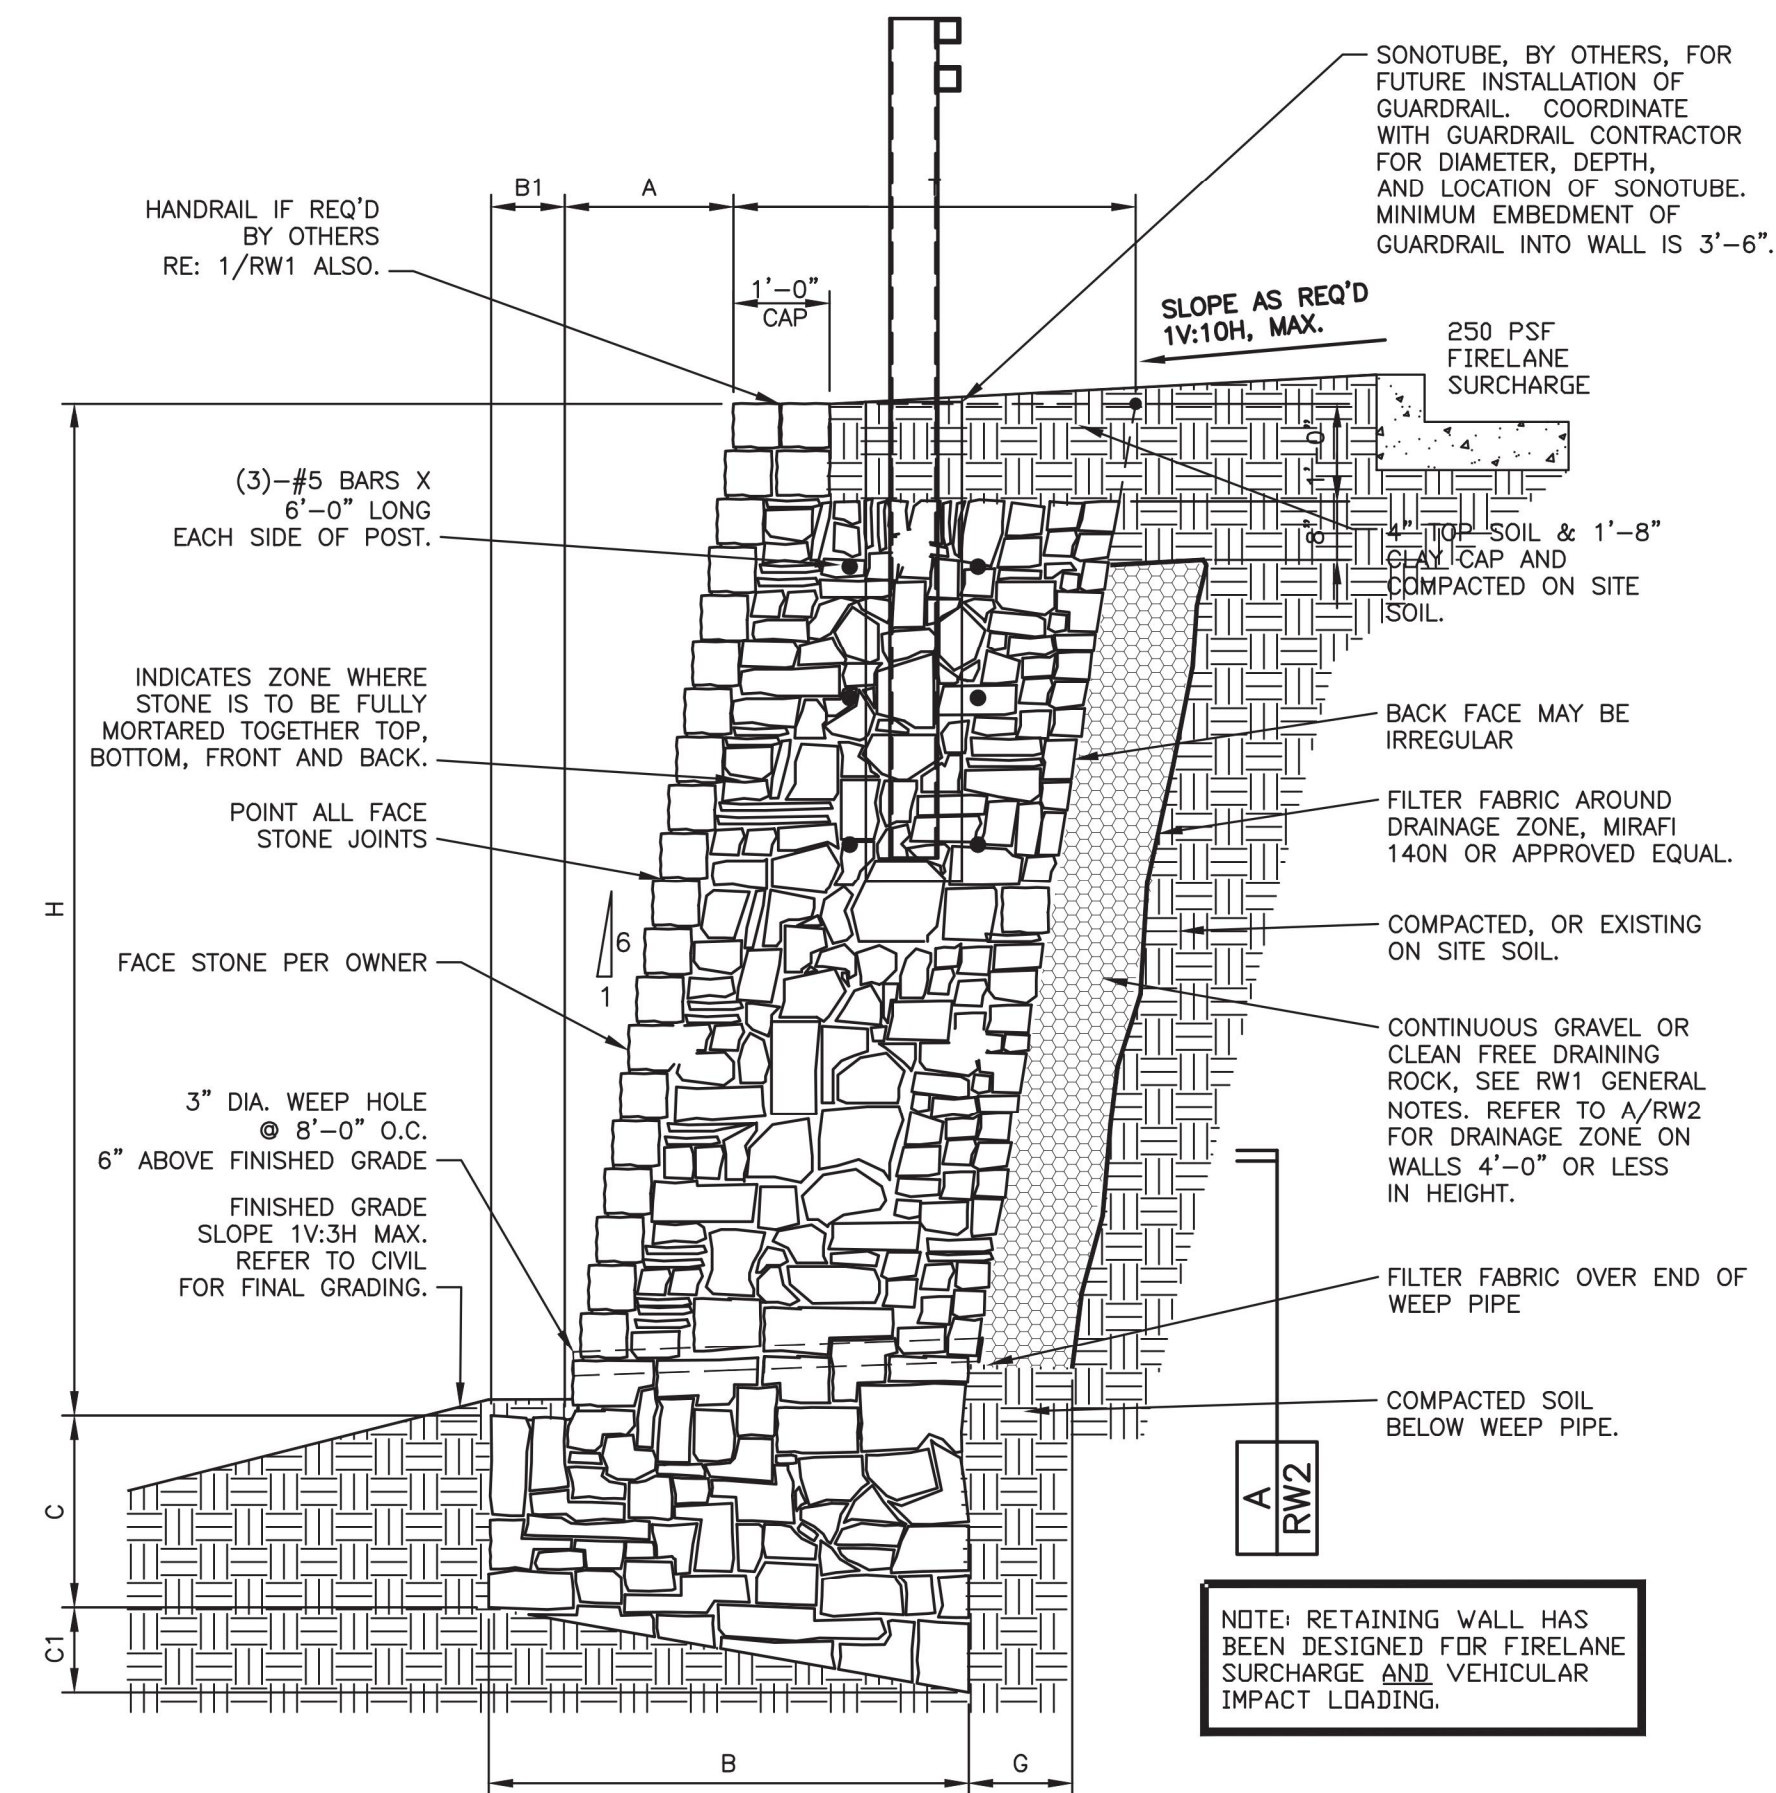 SONOTUBE, BY OTHERS, FOR
FUTURE INSTALLATION OF
GUARDRAIL. COORDINATE
WITH GUARDRAIL CONTRACTOR
FOR DIAMETER, DEPTH,
AND LOCATION OF SONOTUBE.
MINIMUM EMBEDMENT OF
GUARDRAIL INTO WALL IS 3'-6".
B1
A
T
HANDRAIL IF REQ'D
BY OTHERS
RE: 1/RW1 ALSO.
1'-0"
CAP
SLOPE AS REQ'D
1V:10H, MAX.
250 PSF
FIRELANE
SURCHARGE
1'-0"
8"
(3)-#5 BARS X
6'-0" LONG
EACH SIDE OF POST.
4" TOP SOIL & 1'-8"
CLAY CAP AND
COMPACTED ON SITE
SOIL.
INDICATES ZONE WHERE
STONE IS TO BE FULLY
MORTARED TOGETHER TOP,
BOTTOM, FRONT AND BACK.
BACK FACE MAY BE
IRREGULAR
POINT ALL FACE
STONE JOINTS
FILTER FABRIC AROUND
DRAINAGE ZONE, MIRAFI
140N OR APPROVED EQUAL.
H
6
1
COMPACTED, OR EXISTING
ON SITE SOIL.
FACE STONE PER OWNER
CONTINUOUS GRAVEL OR
CLEAN FREE DRAINING
ROCK, SEE RW1 GENERAL
NOTES. REFER TO A/RW2
FOR DRAINAGE ZONE ON
WALLS 4'-0" OR LESS
IN HEIGHT.
3" DIA. WEEP HOLE
@ 8'-0" O.C.
6" ABOVE FINISHED GRADE
FINISHED GRADE
SLOPE 1V:3H MAX.
REFER TO CIVIL
FOR FINAL GRADING.
FILTER FABRIC OVER END OF
WEEP PIPE
COMPACTED SOIL
BELOW WEEP PIPE.
C
A
RW2
C1
NOTE: RETAINING WALL HAS
BEEN DESIGNED FOR FIRELANE
SURCHARGE AND VEHICULAR
IMPACT LOADING.
B
G